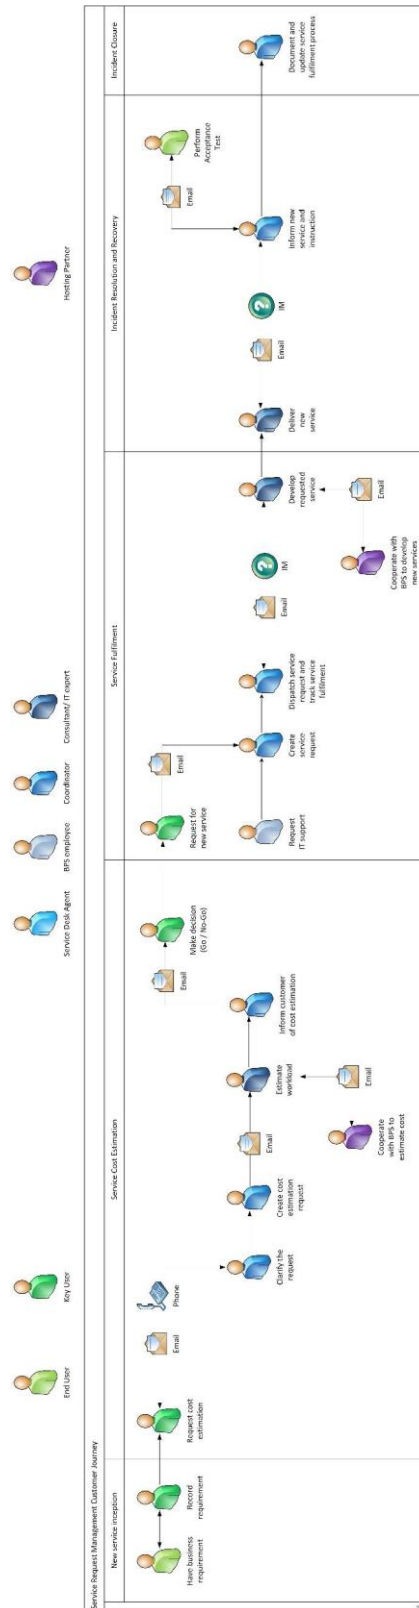 End User
Key User
Service Desk Agent
BPS employee
Coordinator
Consultant/ IT expert
Hosting Partner
Service Request Management Customer Journey
New service inception
Service Cost Estimation
Service Fulfilment
Incident Resolution and Recovery
Incident Closure
Have business
requirement
Record
requirement
Request cost
estimation
Email
Phone
Clarify the
request
Create cost
estimation
request
Email
Estimate
workload
Cooperate
with BPS to
estimate cost
Email
Inform customer
of cost estimation
Email
Make decision
(Go / No-Go)
Request for
new service
Email
Request
IT support
Create
service
request
Dispatch service
request and
track service
fulfilment
Email
IM
Develop
requested
service
Cooperate with
BPS to develop
new services
Email
Deliver
new
service
Email
IM
Inform new
service and
instruction
Email
Perform
Acceptance
Test
Document and
update service
fulfilment process